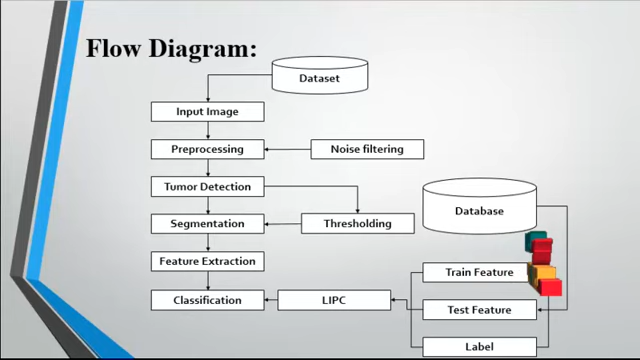 Flow Diagram:
Dataset
Input Image
Preprocessing
Noise filtering
Tumor Detection
Segmentation
Thresholding
Database
Feature Extraction
Train Feature
Classification
LIPC
Test Feature
Label